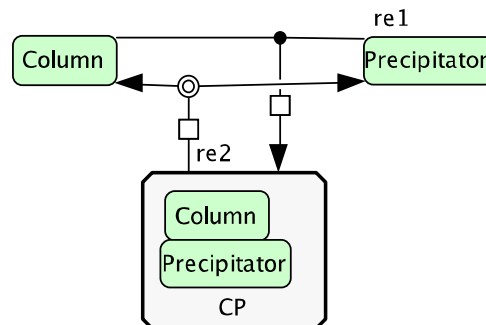 re1
Column
Precipitator
re2
Column
Precipitator
CP